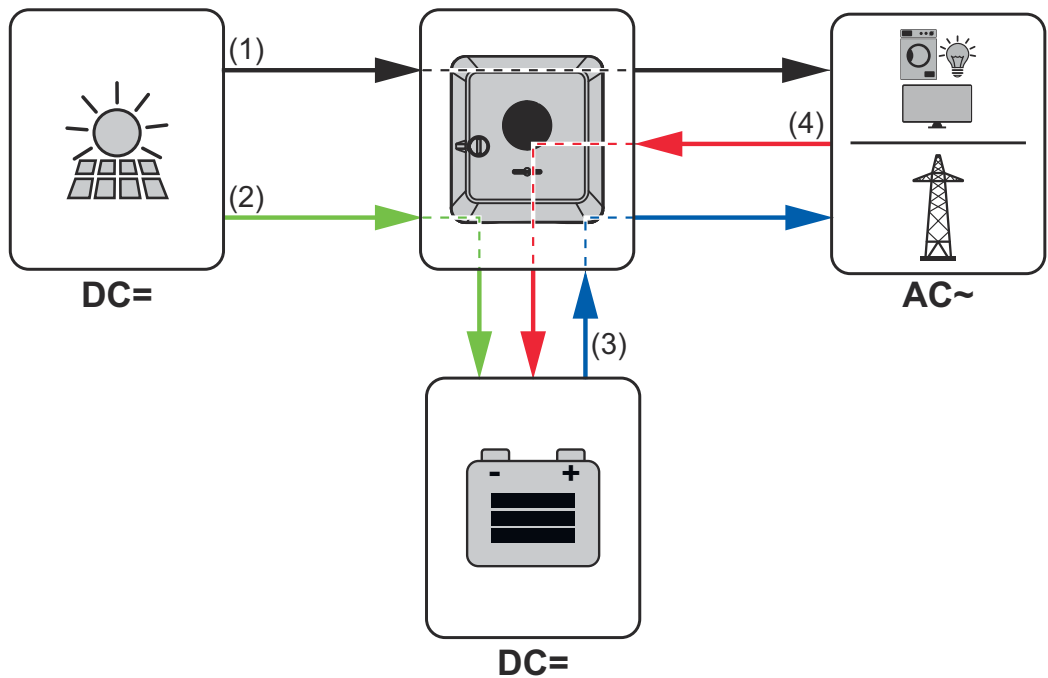 (1)
(4)
(2)
DC=
AC~
(3)
- +
DC=